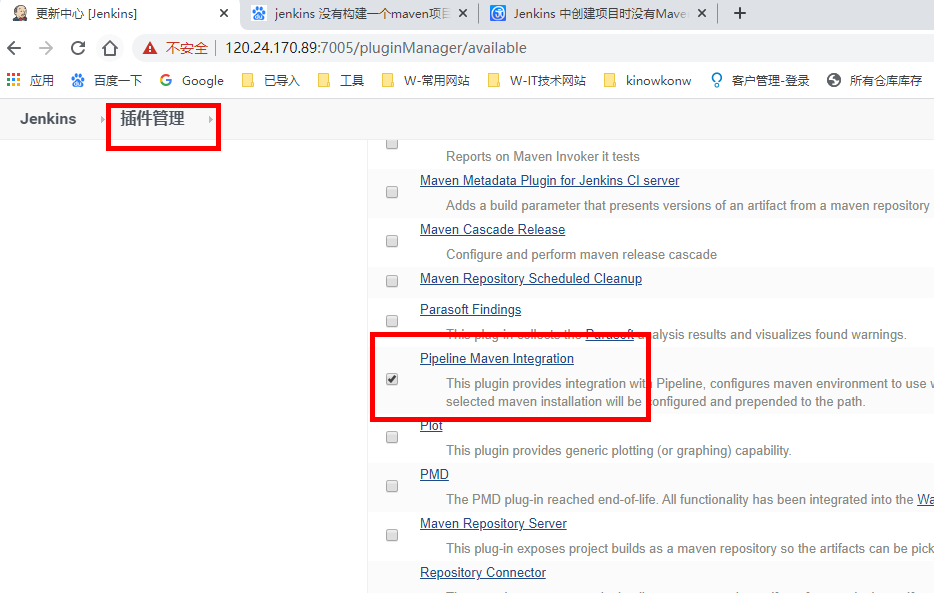 更新中心 [Jenkins]
jenkins 没有构建一个maven项目
Jenkins 中创建项目时没有Maven
不安全 120.24.170.89:7005/pluginManager/available
应用 百度一下 Google 已导入 工具 W-常用网站 W-IT技术网站 kinowkonw 客户管理-登录 所有仓库库存
Jenkins 插件管理
Reports on Maven Invoker it tests
Maven Metadata Plugin for Jenkins CI server
Adds a build parameter that presents versions of an artifact from a maven repository
Maven Cascade Release
Configure and perform maven release cascade
Maven Repository Scheduled Cleanup
Parasoft Findings
This plug-in collects the Parasoft analysis results and visualizes found warnings.
Pipeline Maven Integration
This plugin provides integration with Pipeline, configures maven environment to use w
selected maven installation will be configured and prepended to the path.
Plot
This plugin provides generic plotting (or graphing) capability.
PMD
The PMD plug-in reached end-of-life. All functionality has been integrated into the Wa
Maven Repository Server
This plug-in exposes project builds as a maven repository so the artifacts can be pick
Repository Connector